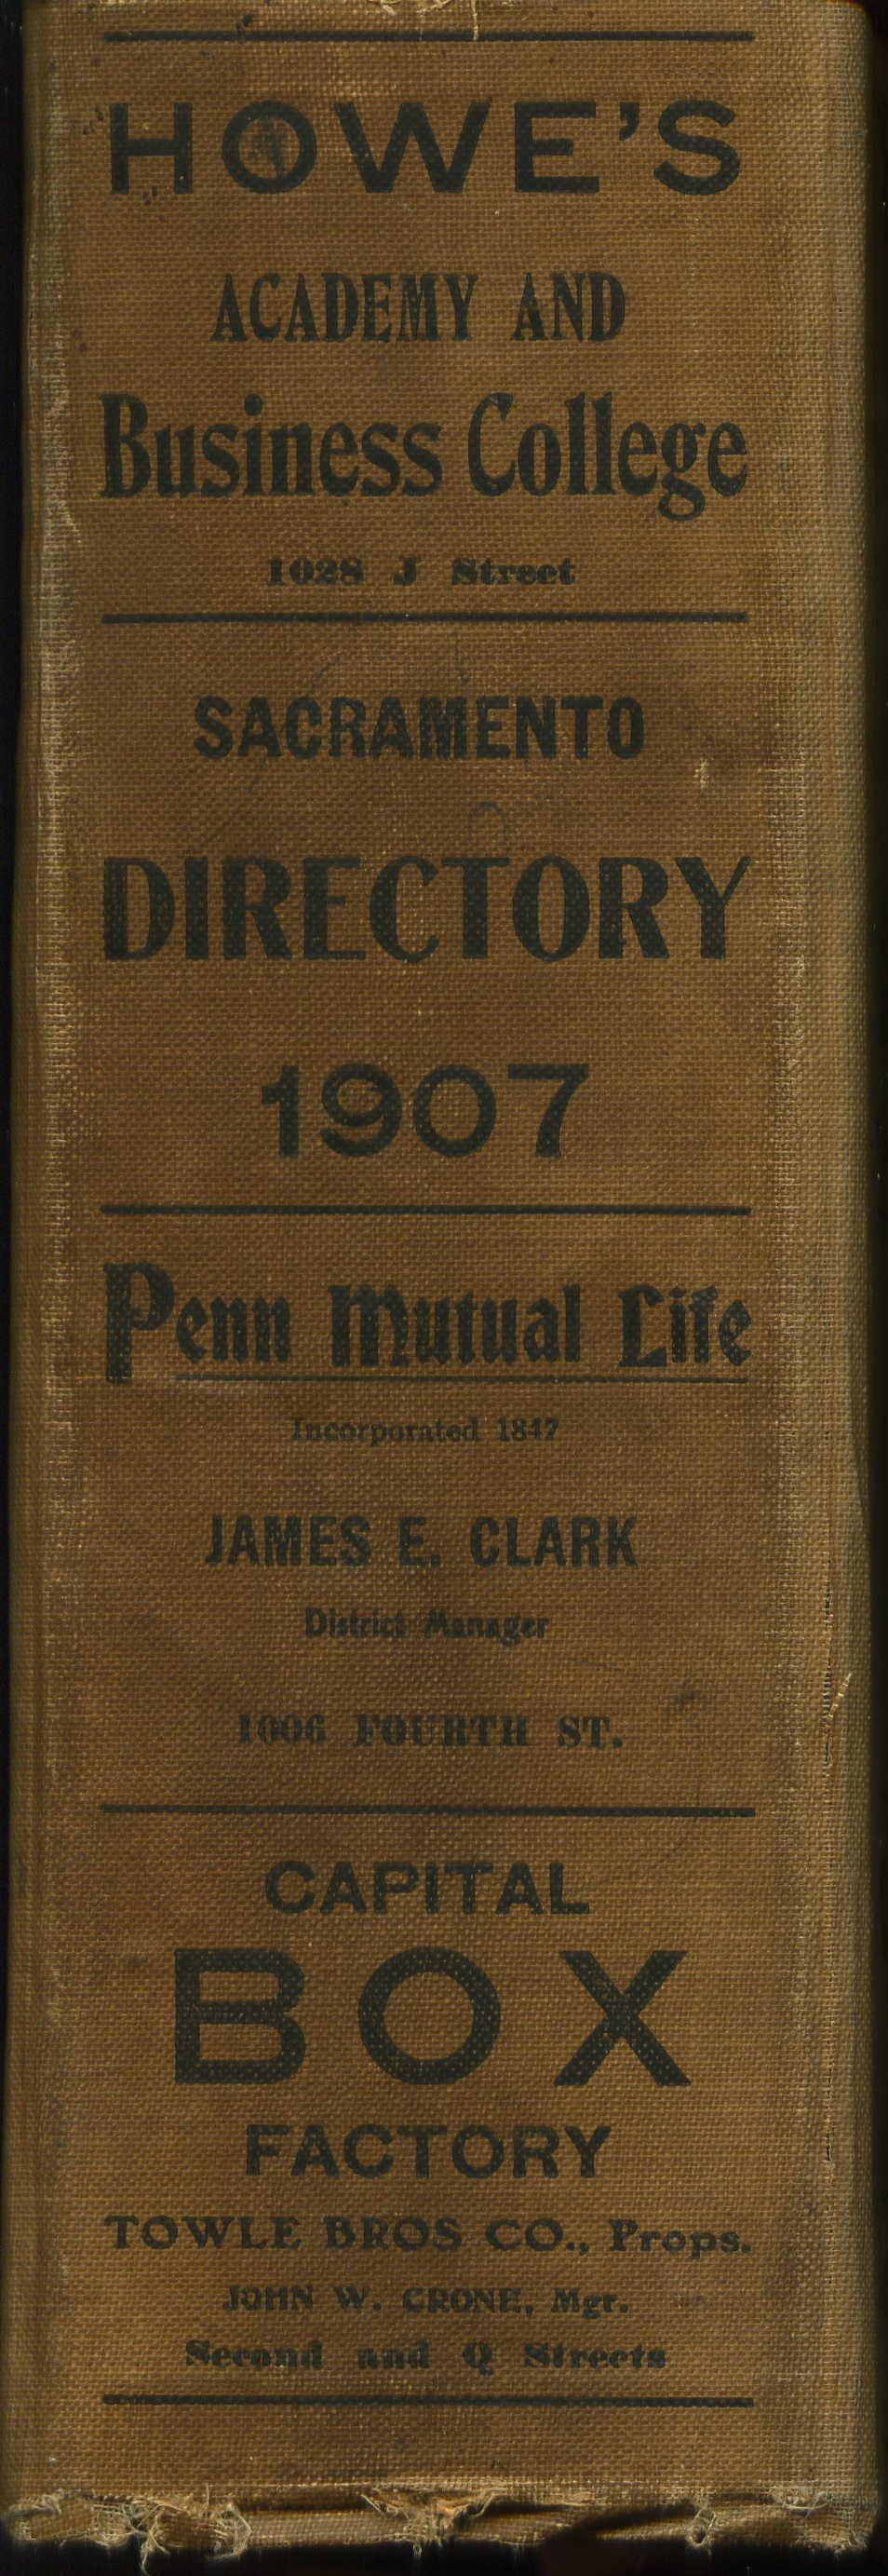 HOWE'S
ACADEMY AND
Business College
1028 J Street
SACRAMENTO
DIRECTORY
1907
Penn Mutual Life
Incorporated 1847
JAMES E. CLARK
District Manager
1006 FOURTH ST.
CAPITAL
BOX
FACTORY
TOWLE BROS CO., Props.
JOHN W. CRONE, Mgr.
Second and Q Streets